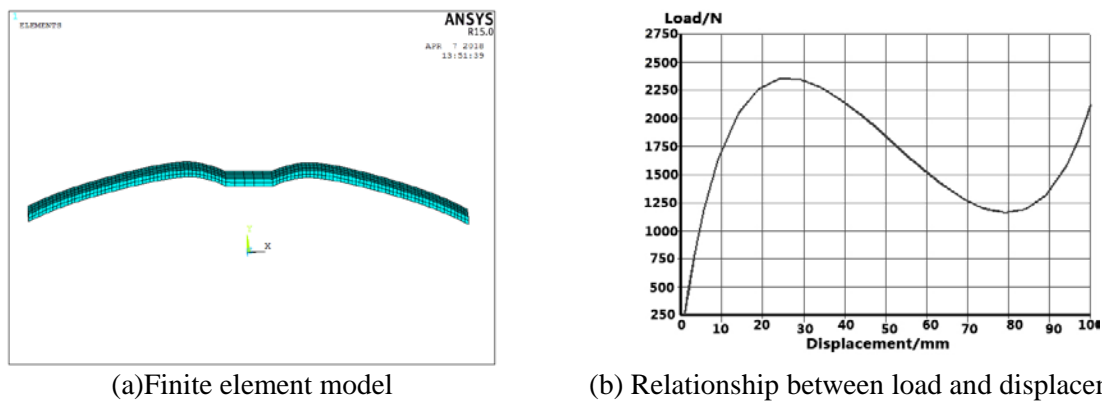 1
ELEMENTS
ANSYS
R15.0
APR 7 2018
13:51:39
Y
X
(a)Finite element model
Load/N
2750
2500
2250
2000
1750
1500
1250
1000
750
500
250
0 10 20 30 40 50 60 70 80 90 100
Displacement/mm
(b) Relationship between load and displacem